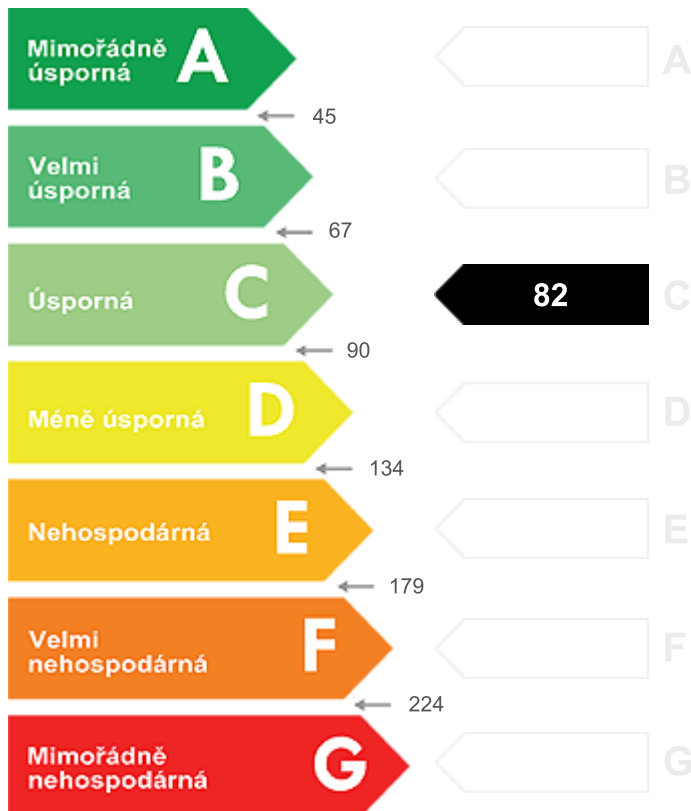 Mimořádně
úsporná
A
A
45
Velmi
úsporná
B
B
67
Úsporná
C
82
C
90
Méně úsporná
D
D
134
Nehospodárná
E
E
179
Velmi
nehospodárná
F
F
224
Mimořádně
nehospodárná
G
G